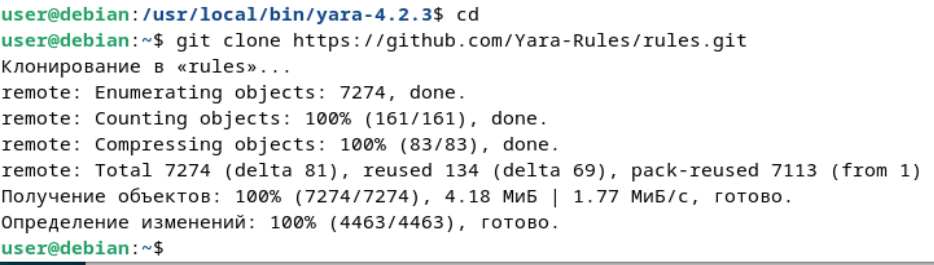 user@debian:/usr/local/bin/yara-4.2.3$ cd
user@debian:~$ git clone https://github.com/Yara-Rules/rules.git
Клонирование в «rules»...
remote: Enumerating objects: 7274, done.
remote: Counting objects: 100% (161/161), done.
remote: Compressing objects: 100% (83/83), done.
remote: Total 7274 (delta 81), reused 134 (delta 69), pack-reused 7113 (from 1)
Получение объектов: 100% (7274/7274), 4.18 МиБ | 1.77 МиБ/с, готово.
Определение изменений: 100% (4463/4463), готово.
user@debian:~$